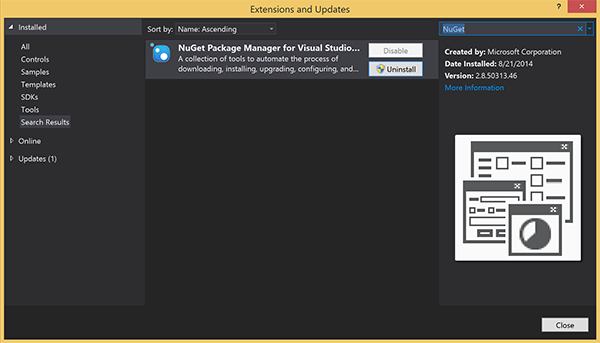 Extensions and Updates
? ×
Installed
All
Controls
Samples
Templates
SDKs
Tools
Search Results
Online
Updates (1)
Sort by: Name: Ascending
NuGet Package Manager for Visual Studio...
A collection of tools to automate the process of
downloading, installing, upgrading, configuring, and...
Disable
Uninstall
NuGet
Created by: Microsoft Corporation
Date Installed: 8/21/2014
Version: 2.8.50313.46
More Information
Close